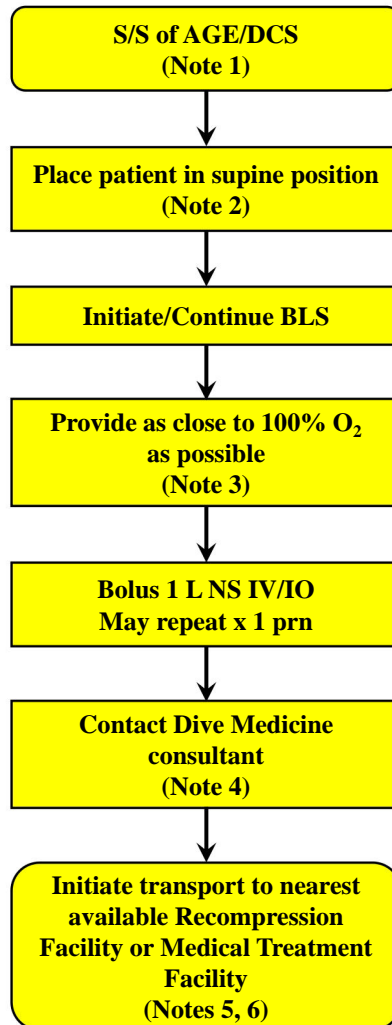 S/S of AGE/DCS
(Note 1)
Place patient in supine position
(Note 2)
Initiate/Continue BLS
Provide as close to 100% O₂
as possible
(Note 3)
Bolus 1 L NS IV/IO
May repeat x 1 prn
Contact Dive Medicine
consultant
(Note 4)
Initiate transport to nearest
available Recompression
Facility or Medical Treatment
Facility
(Notes 5, 6)